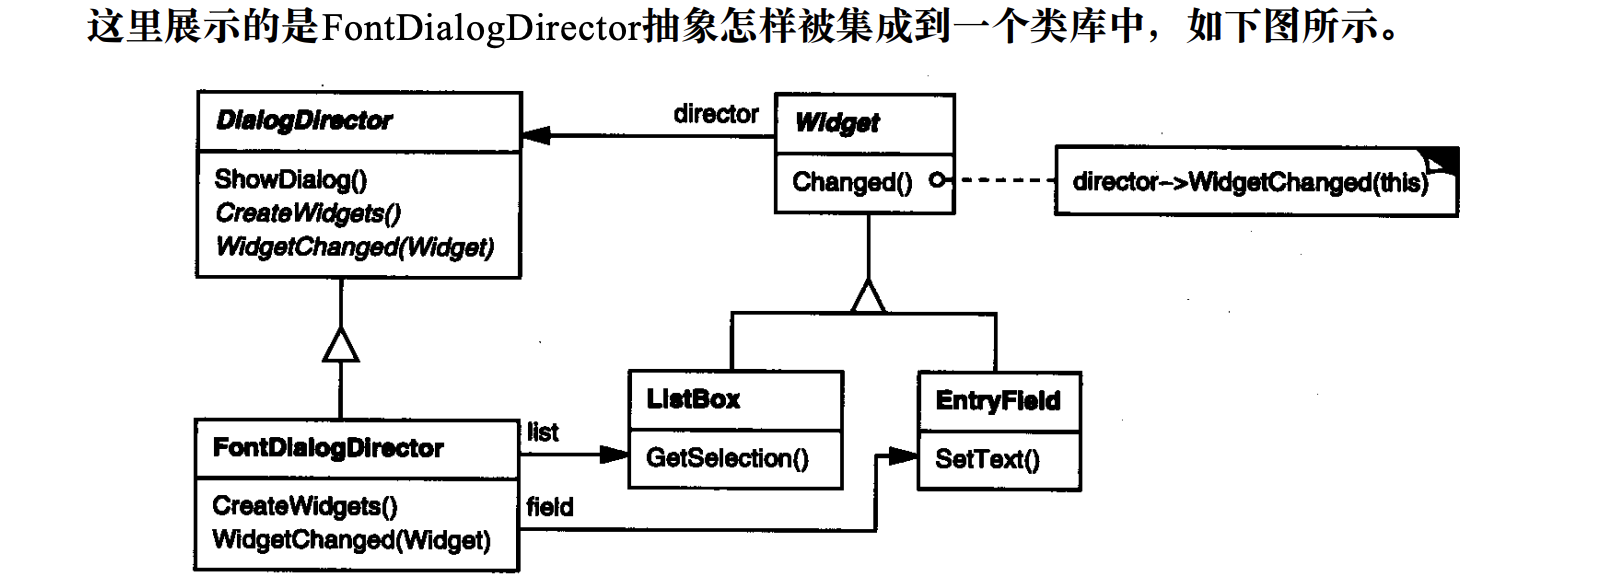 这里展示的是FontDialogDirector抽象怎样被集成到一个类库中，如下图所示。
DialogDirector
ShowDialog()
CreateWidgets()
WidgetChanged(Widget)
director
Widget
Changed()
director->WidgetChanged(this)
FontDialogDirector
CreateWidgets()
WidgetChanged(Widget)
list
field
ListBox
GetSelection()
EntryField
SetText()